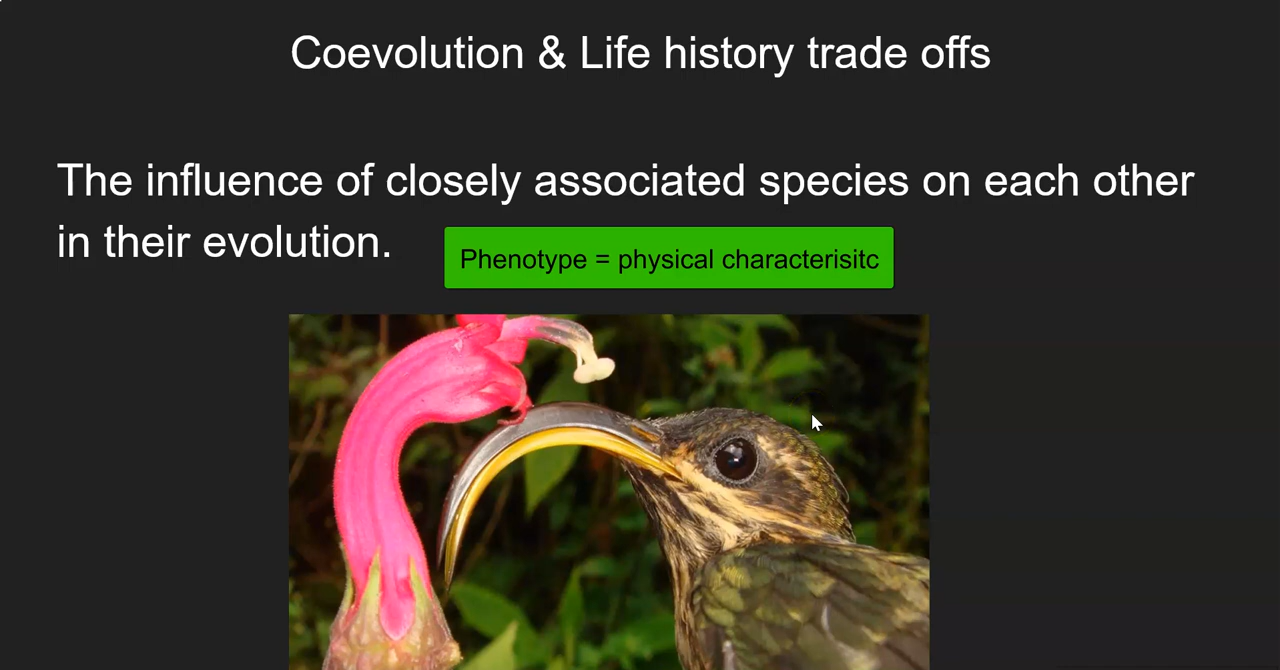 Coevolution & Life history trade offs
The influence of closely associated species on each other
in their evolution.
Phenotype = physical characterisitc